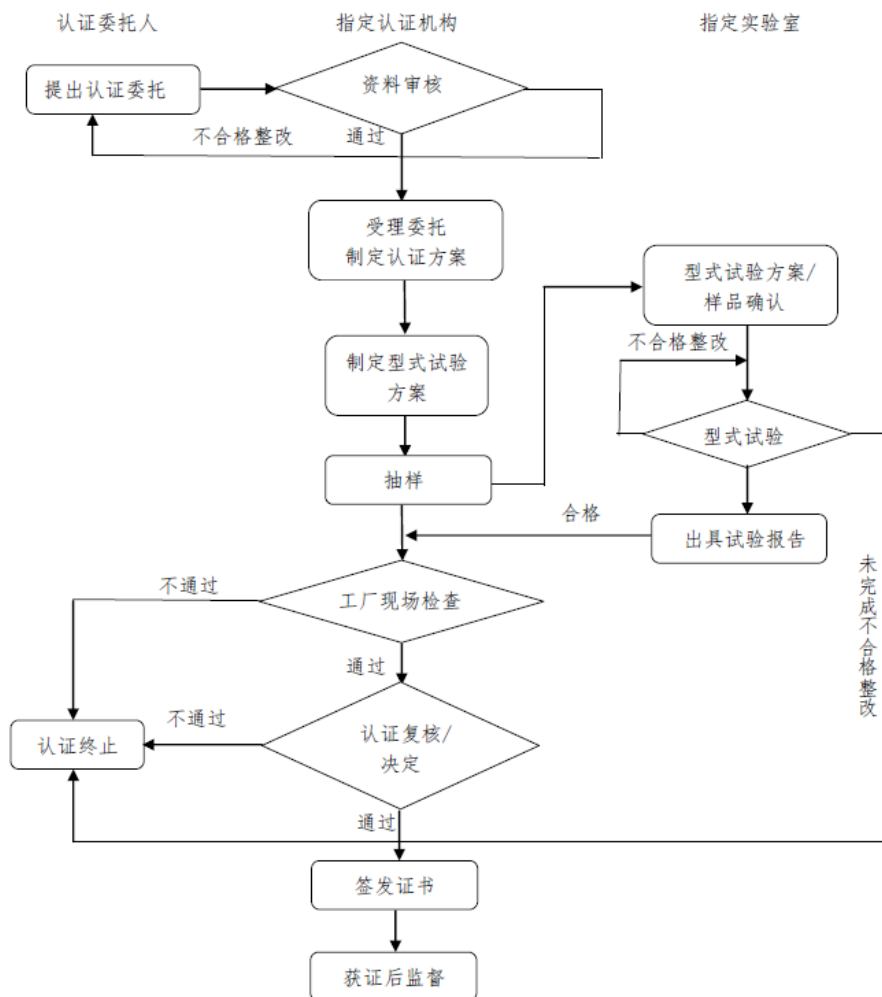 认证委托人
指定认证机构
指定实验室
提出认证委托
资料审核
不合格整改
通过
受理委托
制定认证方案
型式试验方案/
样品确认
不合格整改
制定型式试验
方案
型式试验
抽样
合格
出具试验报告
不通过
工厂现场检查
未完成不合格整改
通过
不通过
认证复核/
决定
认证终止
通过
签发证书
获证后监督